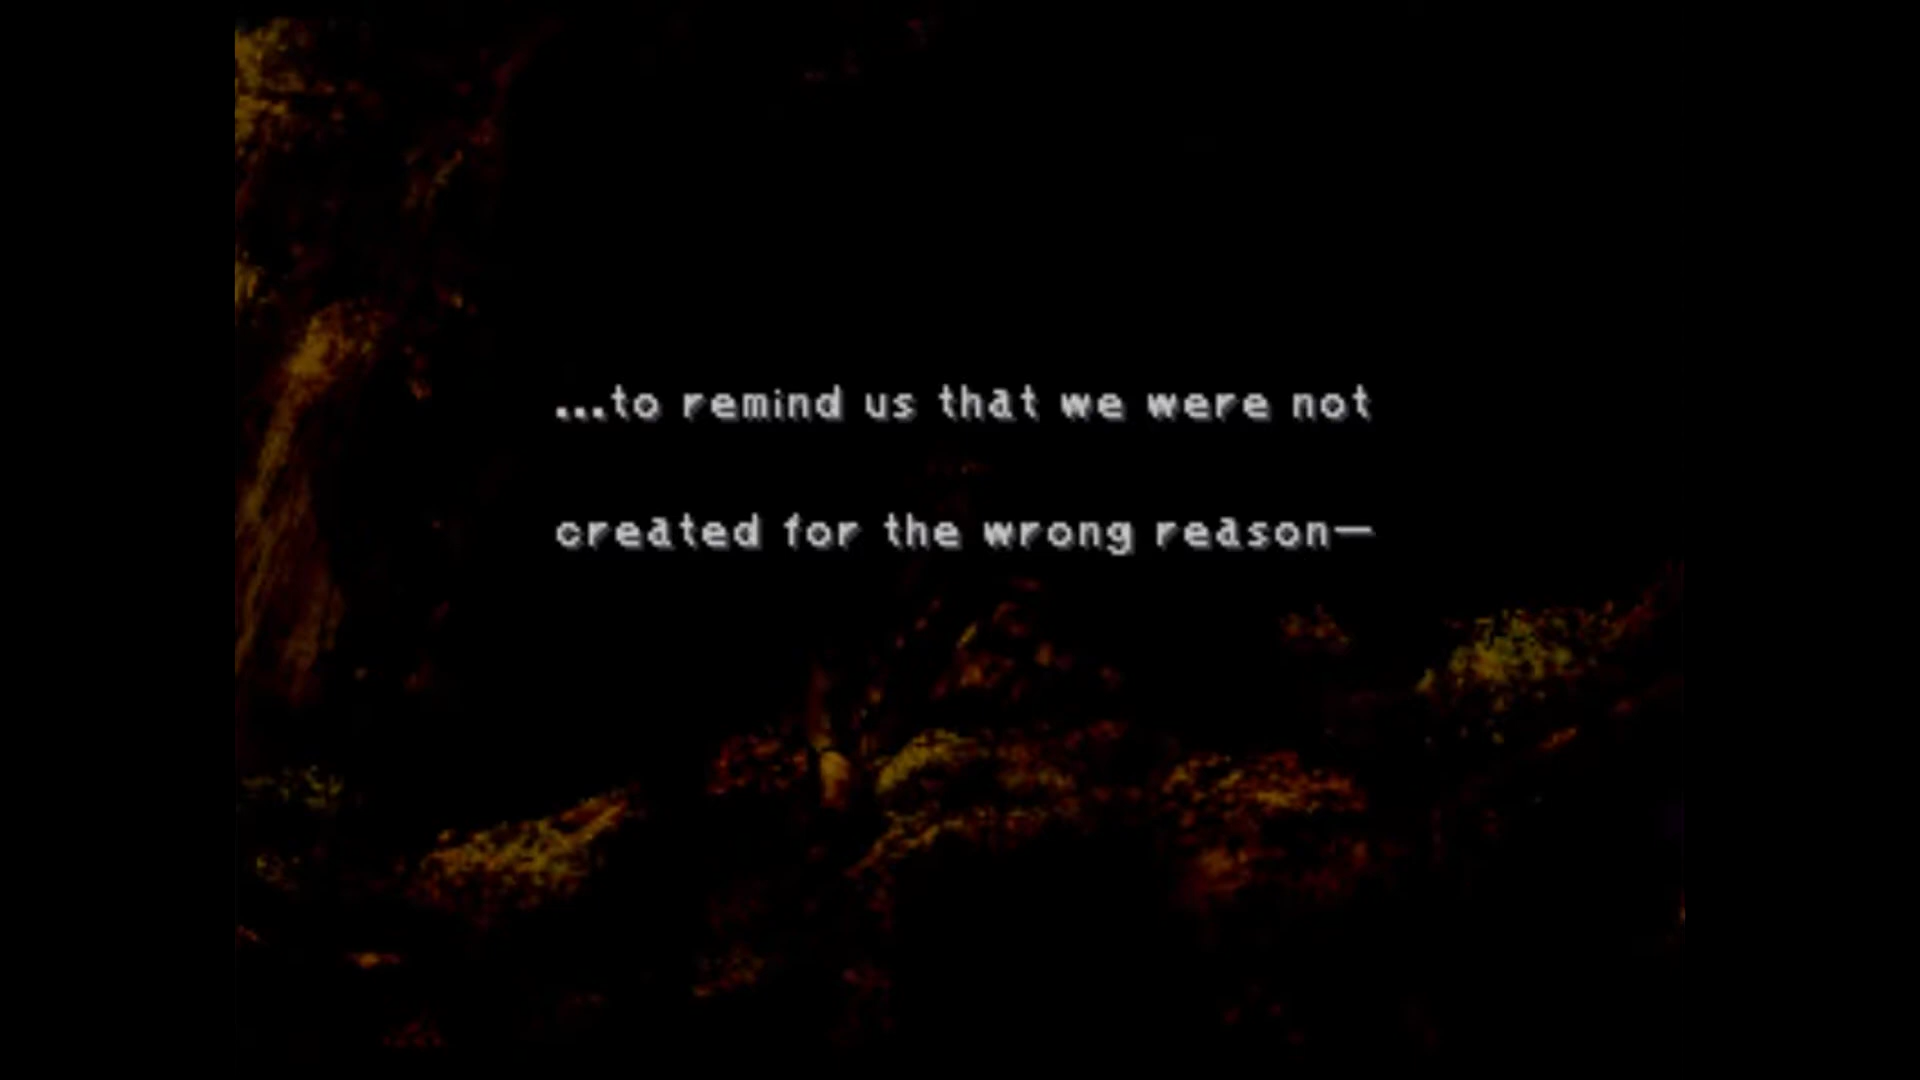 ...to remind us that we were not
created for the wrong reason—